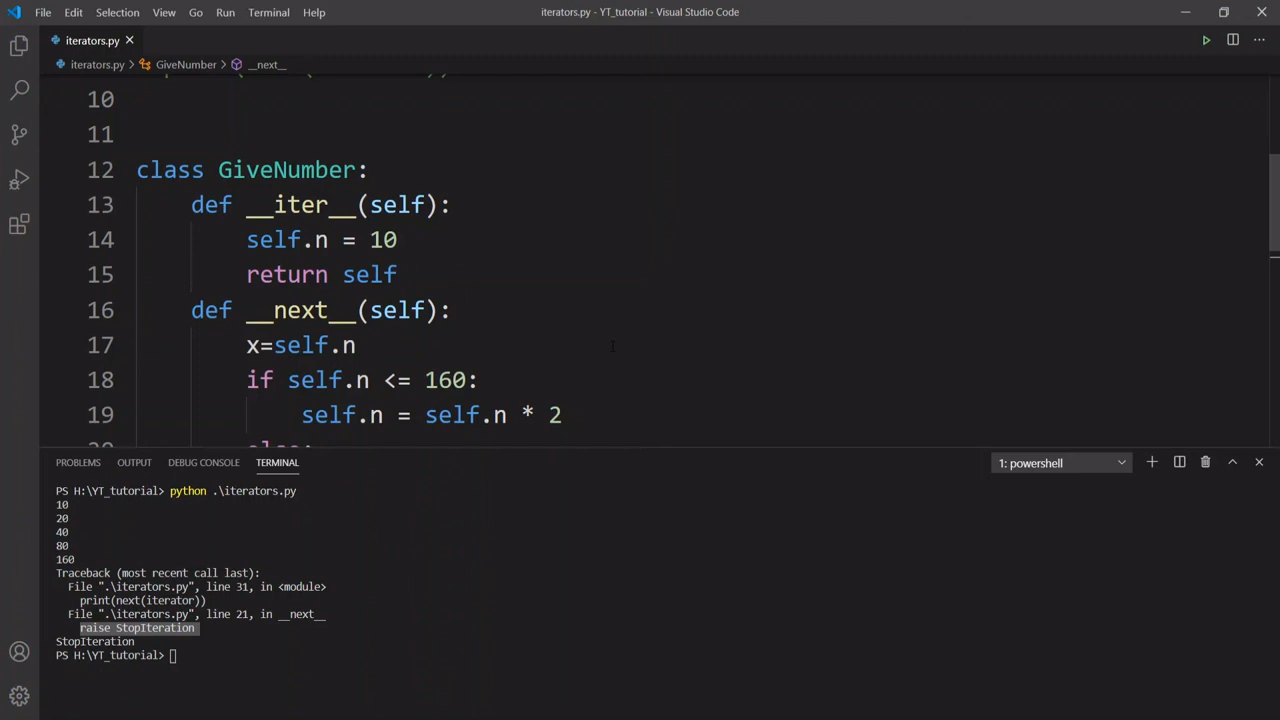 File Edit Selection View Go Run Terminal Help
iterators.py - YT_tutorial - Visual Studio Code
iterators.py
iterators.py > GiveNumber > __next__
10
11
12 class GiveNumber:
13 def __iter__(self):
14 self.n = 10
15 return self
16 def __next__(self):
17 x=self.n
18 if self.n <= 160:
19 self.n = self.n * 2
20 else:
PROBLEMS OUTPUT DEBUG CONSOLE TERMINAL
1: powershell
PS H:\YT_tutorial> python .\iterators.py
10
20
40
80
160
Traceback (most recent call last):
File ".\iterators.py", line 31, in <module>
print(next(iterator))
File ".\iterators.py", line 21, in __next__
raise StopIteration
StopIteration
PS H:\YT_tutorial>